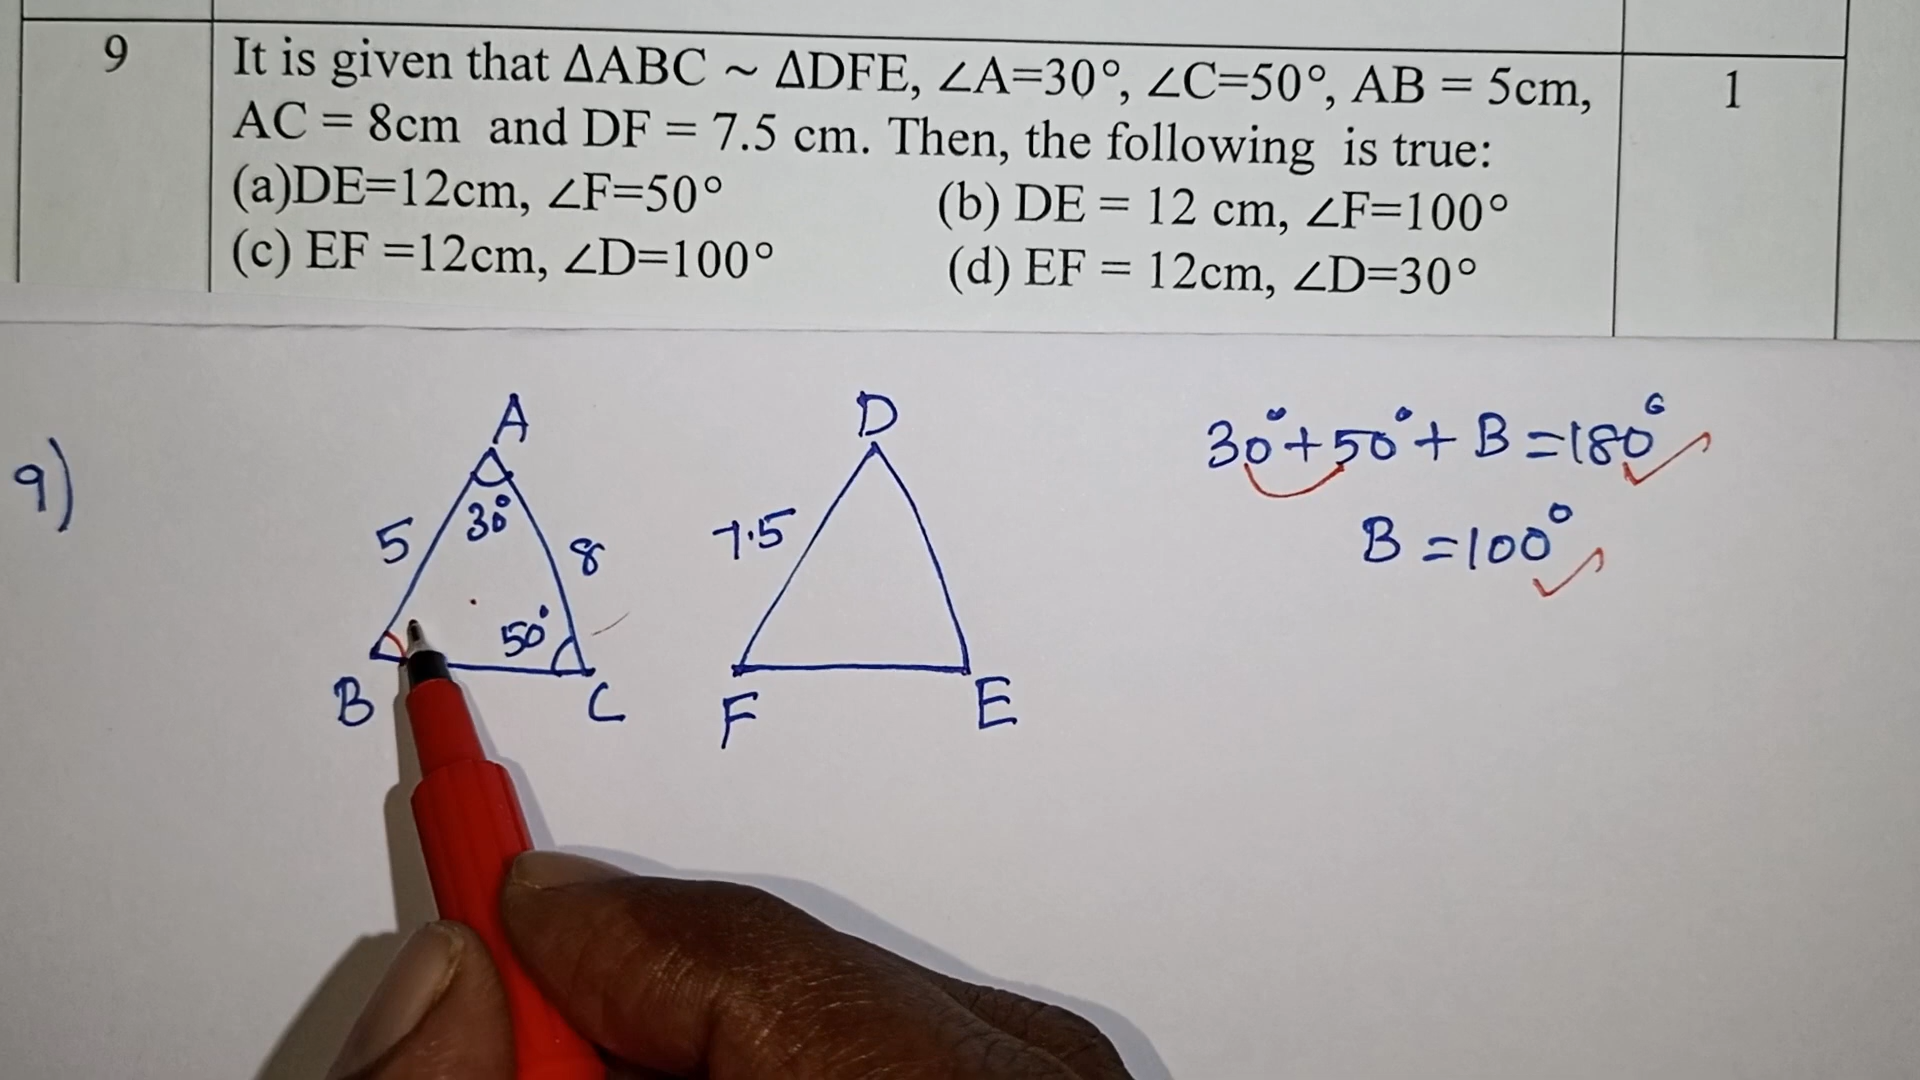 9
It is given that ΔABC ~ ΔDFE, ∠A=30°, ∠C=50°, AB = 5cm,
1
AC = 8cm and DF = 7.5 cm. Then, the following is true:
(a)DE=12cm, ∠F=50°
(b) DE = 12 cm, ∠F=100°
(c) EF =12cm, ∠D=100°
(d) EF = 12cm, ∠D=30°
9)
A
D
30°+50°+B=180°
5
30°
8
7.5
B=100°
50°
B
C
F
E